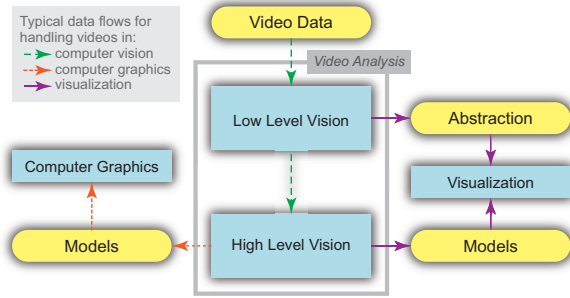 Typical data flows for
handling videos in:
computer vision
computer graphics
visualization
Video Data
Video Analysis
Low Level Vision
Abstraction
Computer Graphics
Visualization
Models
High Level Vision
Models